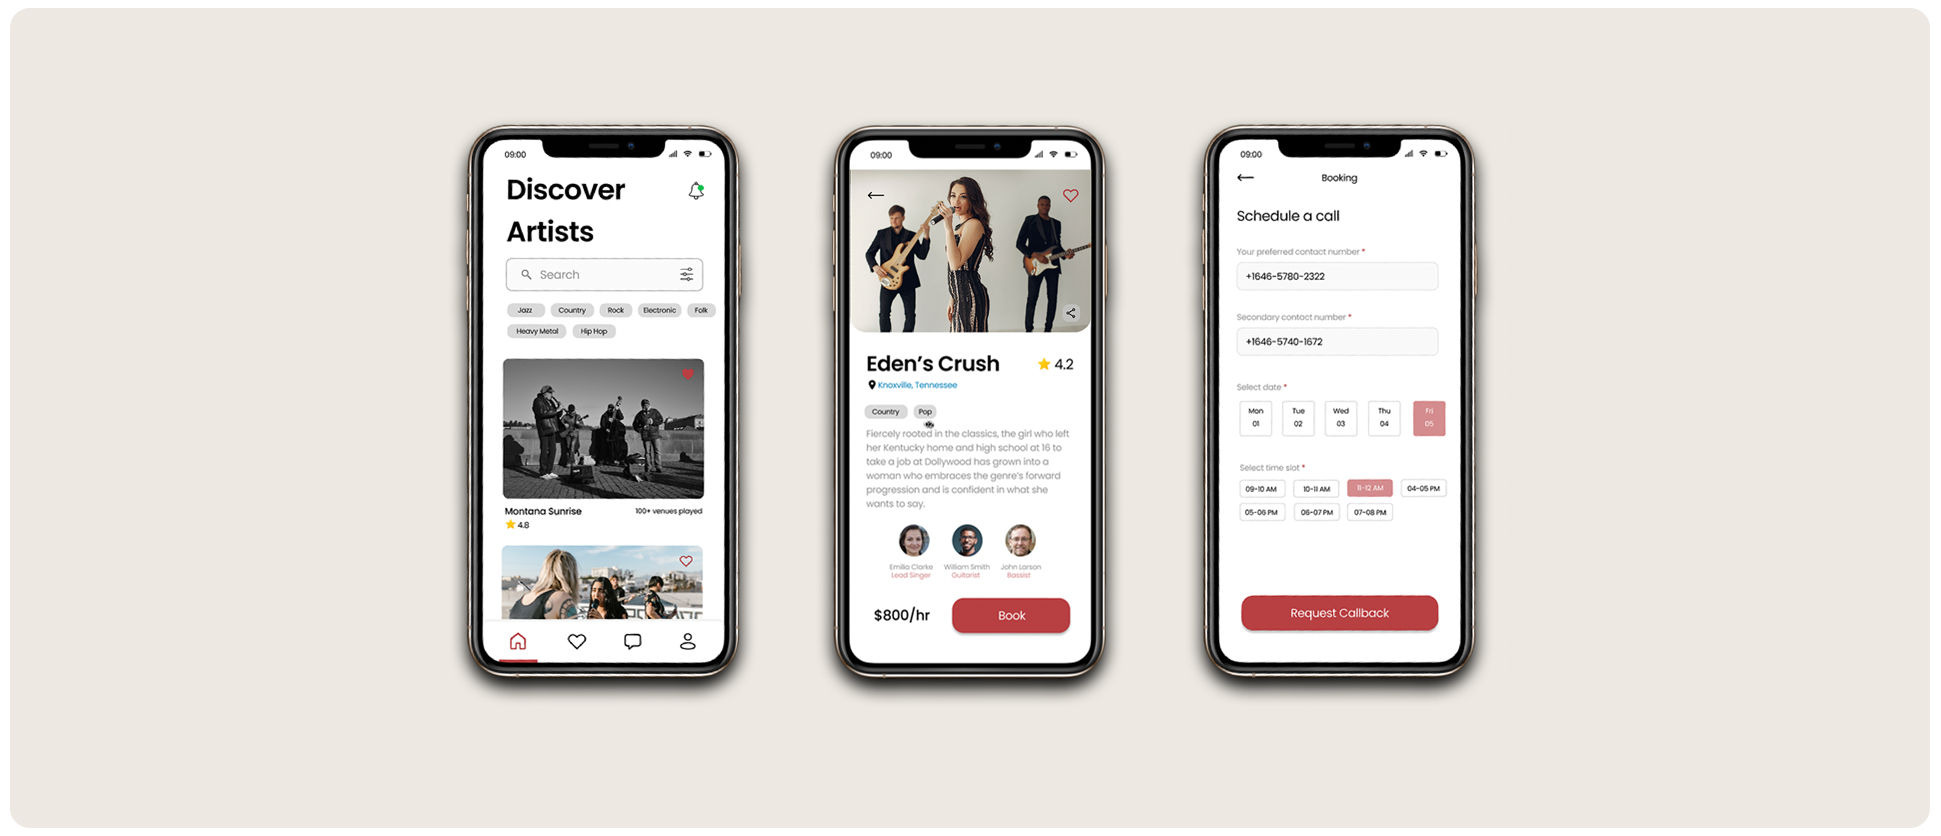 09:00
Discover
Artists
Search
Jazz Country Rock Electronic Folk
Heavy Metal Hip Hop
Montana Sunrise 100+ venues played
4.8
09:00
Eden's Crush 4.2
Knoxville, Tennessee
Country Pop
Fiercely rooted in the classics, the girl who left
her Kentucky home and high school at 16 to
take a job at Dollywood has grown into a
woman who embraces the genre's forward
progression and is confident in what she
wants to say.
Emilia Clarke William Smith John Larson
Lead Singer Guitarist Bassist
$800/hr Book
09:00
Booking
Schedule a call
Your preferred contact number *
+1646-5780-2322
Secondary contact number *
+1646-5740-1672
Select date *
Mon Tue Wed Thu Fri
01 02 03 04 05
Select time slot *
09-10 AM 10-11 AM 11-12 AM 04-05 PM
05-06 PM 06-07 PM 07-08 PM
Request Callback